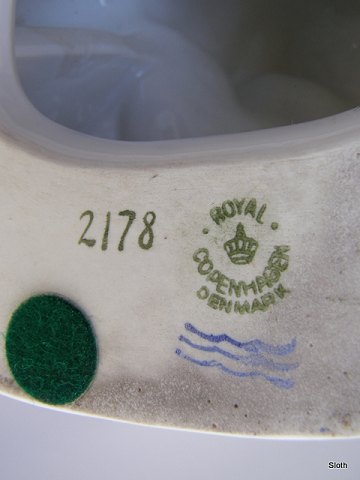 2178
ROYAL
COPENHAGEN
DENMARK
Sloth